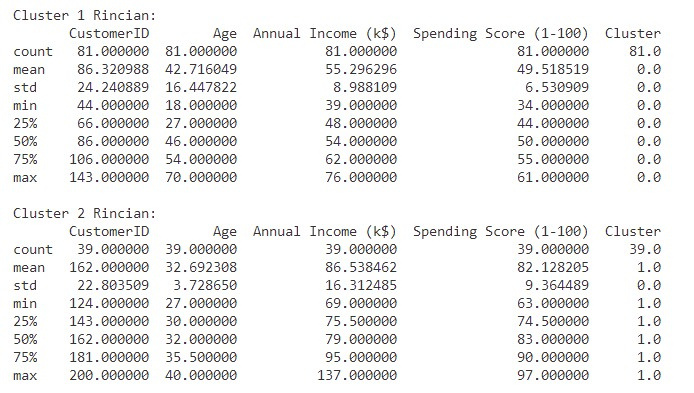 Cluster 1 Rincian:
CustomerID Age Annual Income (k$) Spending Score (1-100) Cluster
count 81.000000 81.000000 81.000000 81.000000 81.0
mean 86.320988 42.716049 55.296296 49.518519 0.0
std 24.240889 16.447822 8.988109 6.530909 0.0
min 44.000000 18.000000 39.000000 34.000000 0.0
25% 66.000000 27.000000 48.000000 44.000000 0.0
50% 86.000000 46.000000 54.000000 50.000000 0.0
75% 106.000000 54.000000 62.000000 55.000000 0.0
max 143.000000 70.000000 76.000000 61.000000 0.0
Cluster 2 Rincian:
CustomerID Age Annual Income (k$) Spending Score (1-100) Cluster
count 39.000000 39.000000 39.000000 39.000000 39.0
mean 162.000000 32.692308 86.538462 82.128205 1.0
std 22.803509 3.728650 16.312485 9.364489 0.0
min 124.000000 27.000000 69.000000 63.000000 1.0
25% 143.000000 30.000000 75.500000 74.500000 1.0
50% 162.000000 32.000000 79.000000 83.000000 1.0
75% 181.000000 35.500000 95.000000 90.000000 1.0
max 200.000000 40.000000 137.000000 97.000000 1.0